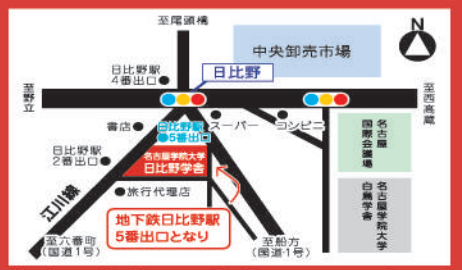 至尾頭橋
N
中央卸売市場
日比野駅
4番出口
日比野
至野立
至西高蔵
書店
日比野駅
5番出口
スーパー
コンビニ
名古屋
国際会議場
日比野駅
2番出口
名古屋学院大学
日比野学舎
江川線
旅行代理店
名古屋学院大学
白鳥学舎
地下鉄日比野駅
5番出口となり
至六番町
(国道1号)
至船方
(国道1号)